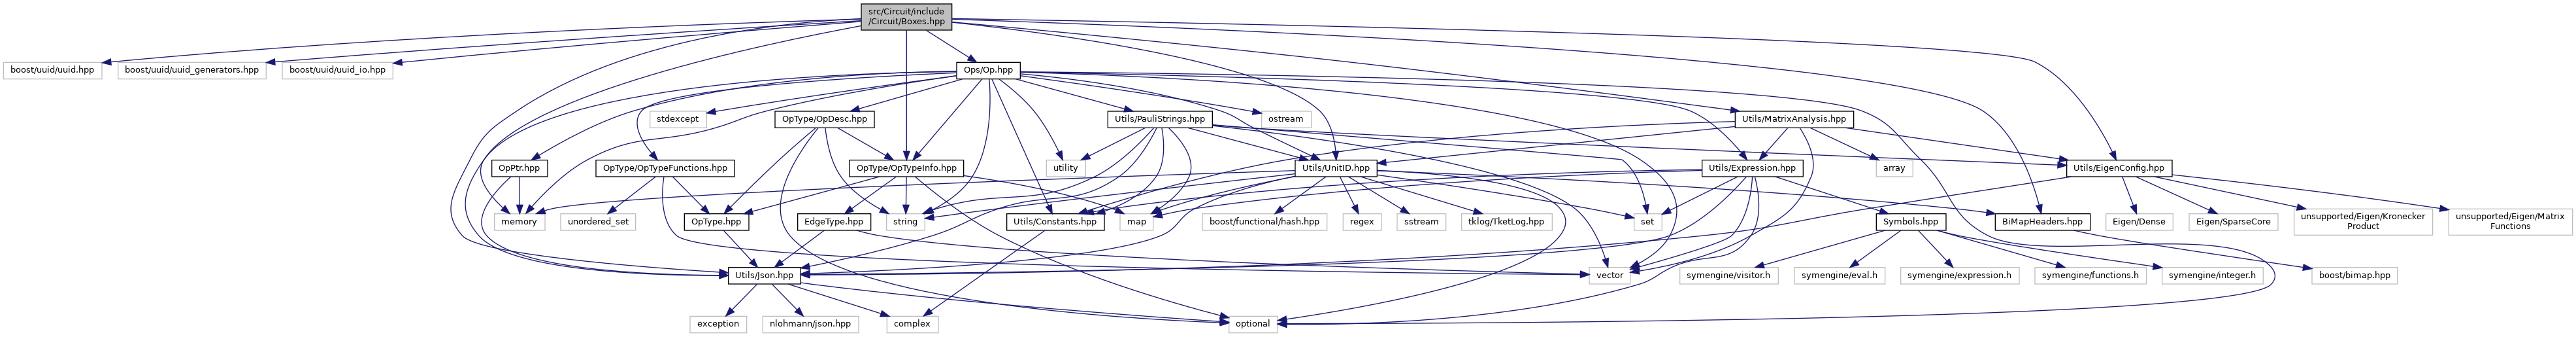 src/Circuit/include
/Circuit/Boxes.hpp
boost/uuid/uuid.hpp
boost/uuid/uuid_generators.hpp
boost/uuid/uuid_io.hpp
Ops/Op.hpp
stdexcept
OpType/OpDesc.hpp
Utils/PauliStrings.hpp
ostream
Utils/MatrixAnalysis.hpp
OpPtr.hpp
OpType/OpTypeFunctions.hpp
OpType/OpTypeInfo.hpp
utility
Utils/UnitID.hpp
Utils/Expression.hpp
array
Utils/EigenConfig.hpp
memory
unordered_set
OpType.hpp
EdgeType.hpp
string
Utils/Constants.hpp
map
boost/functional/hash.hpp
regex
sstream
tklog/TketLog.hpp
set
Symbols.hpp
BiMapHeaders.hpp
Eigen/Dense
Eigen/SparseCore
unsupported/Eigen/Kronecker
Product
unsupported/Eigen/Matrix
Functions
Utils/Json.hpp
vector
symengine/visitor.h
symengine/eval.h
symengine/expression.h
symengine/functions.h
symengine/integer.h
boost/bimap.hpp
exception
nlohmann/json.hpp
complex
optional